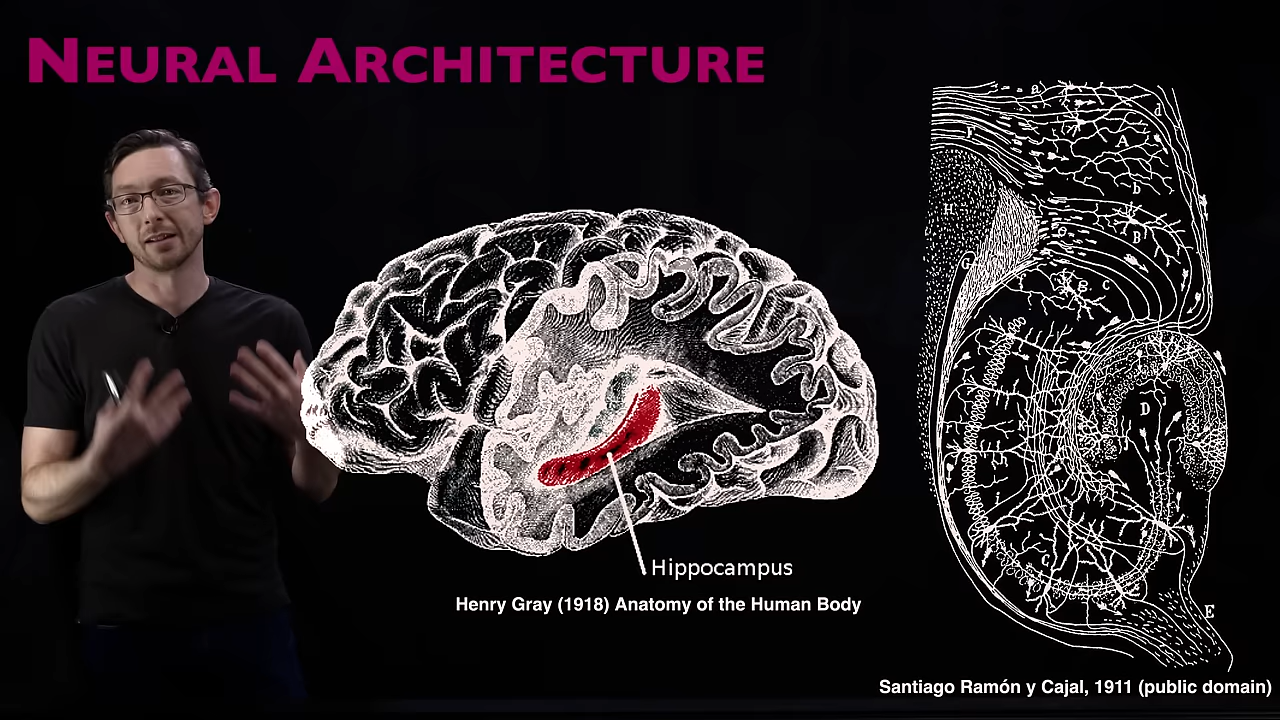 NEURAL ARCHITECTURE
Hippocampus
Henry Gray (1918) Anatomy of the Human Body
A
B
H
D
E
Santiago Ramón y Cajal, 1911 (public domain)